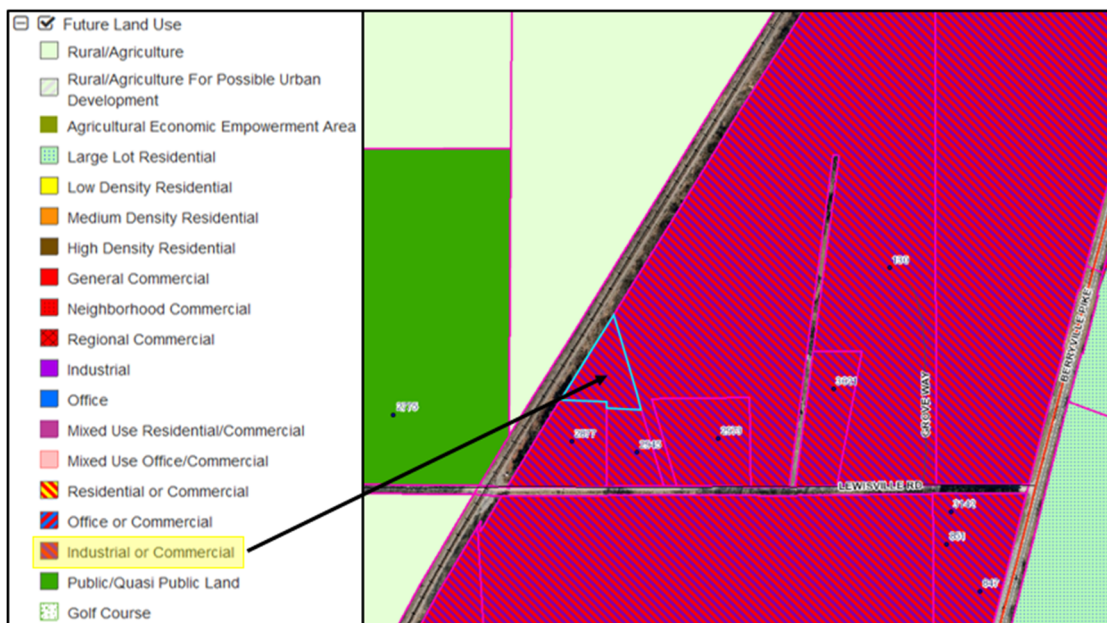 Future Land Use
Rural/Agriculture
Rural/Agriculture For Possible Urban
Development
Agricultural Economic Empowerment Area
Large Lot Residential
Low Density Residential
Medium Density Residential
High Density Residential
General Commercial
Neighborhood Commercial
Regional Commercial
Industrial
Office
Mixed Use Residential/Commercial
Mixed Use Office/Commercial
Residential or Commercial
Office or Commercial
Industrial or Commercial
Public/Quasi Public Land
Golf Course
BERRYVILLE PIKE
GROVE WAY
LEWISVILLE RD
847